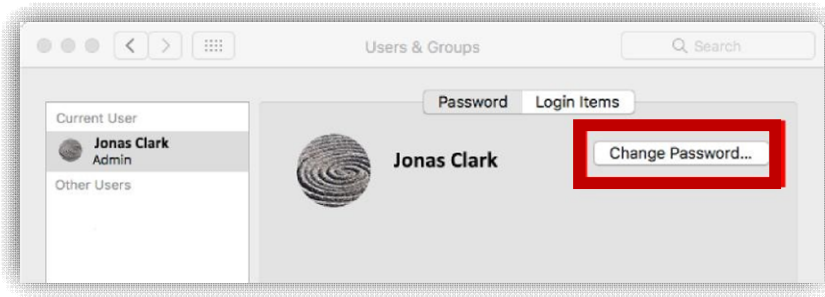 Users & Groups
Search
Password Login Items
Current User
Jonas Clark
Admin
Other Users
Jonas Clark
Change Password...